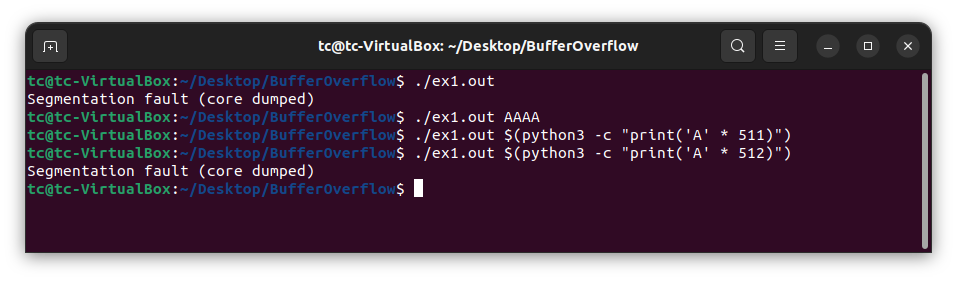 tc@tc-VirtualBox: ~/Desktop/BufferOverflow
tc@tc-VirtualBox:~/Desktop/BufferOverflow$ ./ex1.out
Segmentation fault (core dumped)
tc@tc-VirtualBox:~/Desktop/BufferOverflow$ ./ex1.out AAAA
tc@tc-VirtualBox:~/Desktop/BufferOverflow$ ./ex1.out $(python3 -c "print('A' * 511)")
tc@tc-VirtualBox:~/Desktop/BufferOverflow$ ./ex1.out $(python3 -c "print('A' * 512)")
Segmentation fault (core dumped)
tc@tc-VirtualBox:~/Desktop/BufferOverflow$